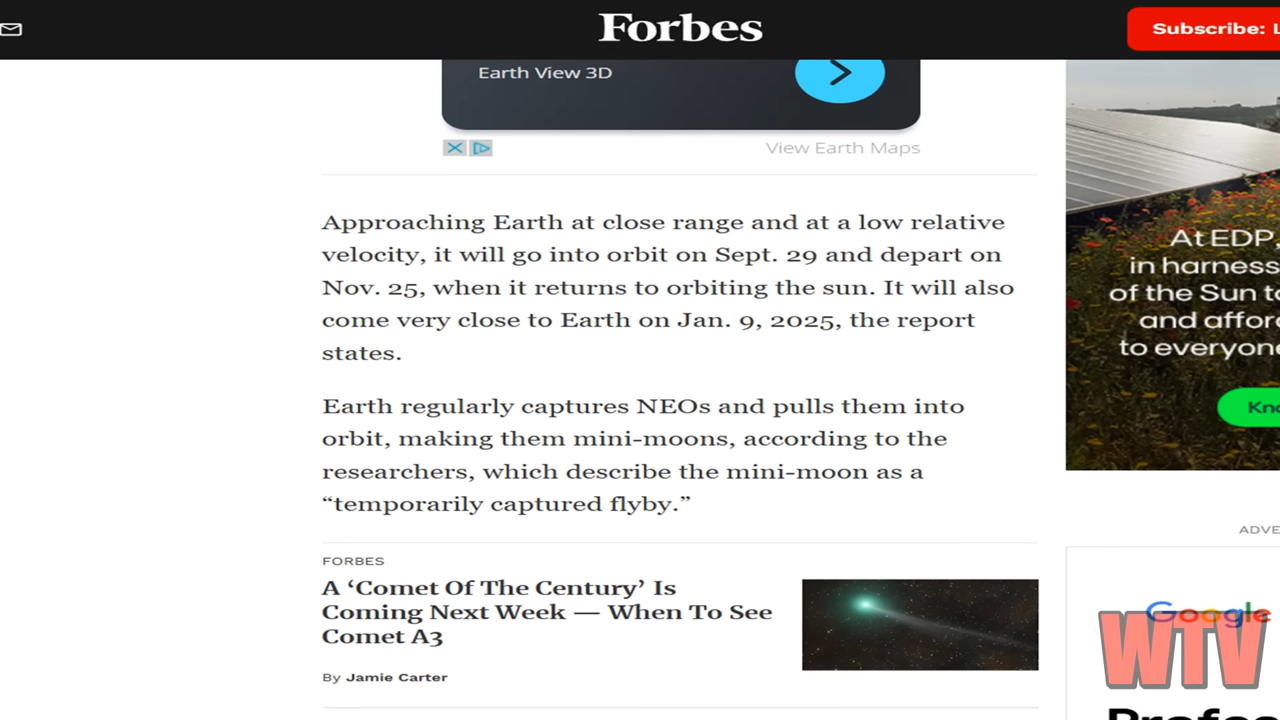 Forbes
Subscribe:
Earth View 3D
View Earth Maps
Approaching Earth at close range and at a low relative
velocity, it will go into orbit on Sept. 29 and depart on
Nov. 25, when it returns to orbiting the sun. It will also
come very close to Earth on Jan. 9, 2025, the report
states.
Earth regularly captures NEOs and pulls them into
orbit, making them mini-moons, according to the
researchers, which describe the mini-moon as a
“temporarily captured flyby.”
FORBES
A ‘Comet Of The Century’ Is
Coming Next Week — When To See
Comet A3
By Jamie Carter
At EDP,
in harness
of the Sun to
and affor
to everyone
Kno
ADVE
Google
WTV
Profes